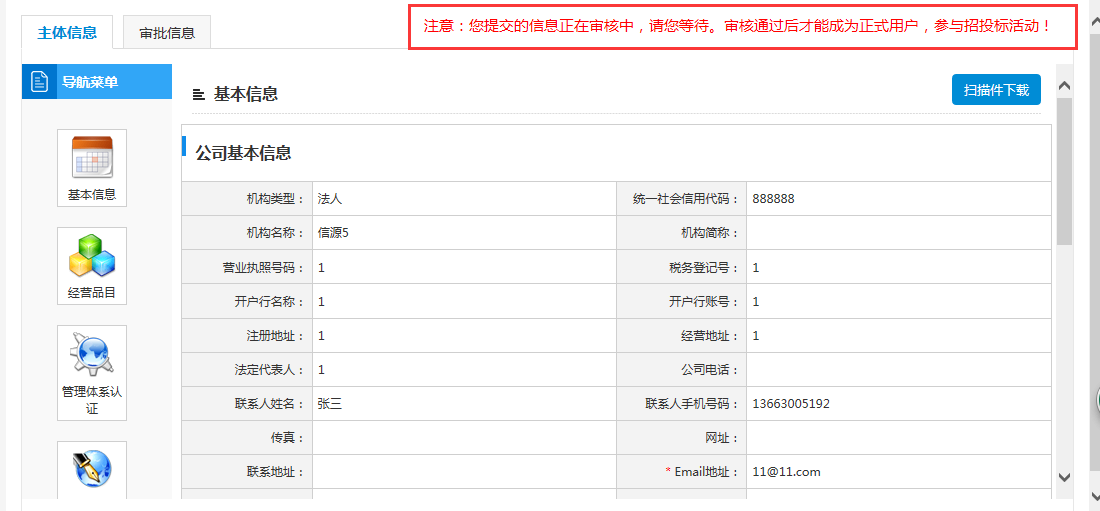 主体信息
审批信息
注意：您提交的信息正在审核中，请您等待。审核通过后才能成为正式用户，参与招投标活动！
导航菜单
基本信息
经营品目
管理体系认
证
基本信息
扫描件下载
公司基本信息
机构类型： 法人 统一社会信用代码： 888888
机构名称： 信源5 机构简称：
营业执照号码： 1 税务登记号： 1
开户行名称： 1 开户行账号： 1
注册地址： 1 经营地址： 1
法定代表人： 1 公司电话：
联系人姓名： 张三 联系人手机号码： 13663005192
传真： 网址：
联系地址： * Email地址： 11@11.com